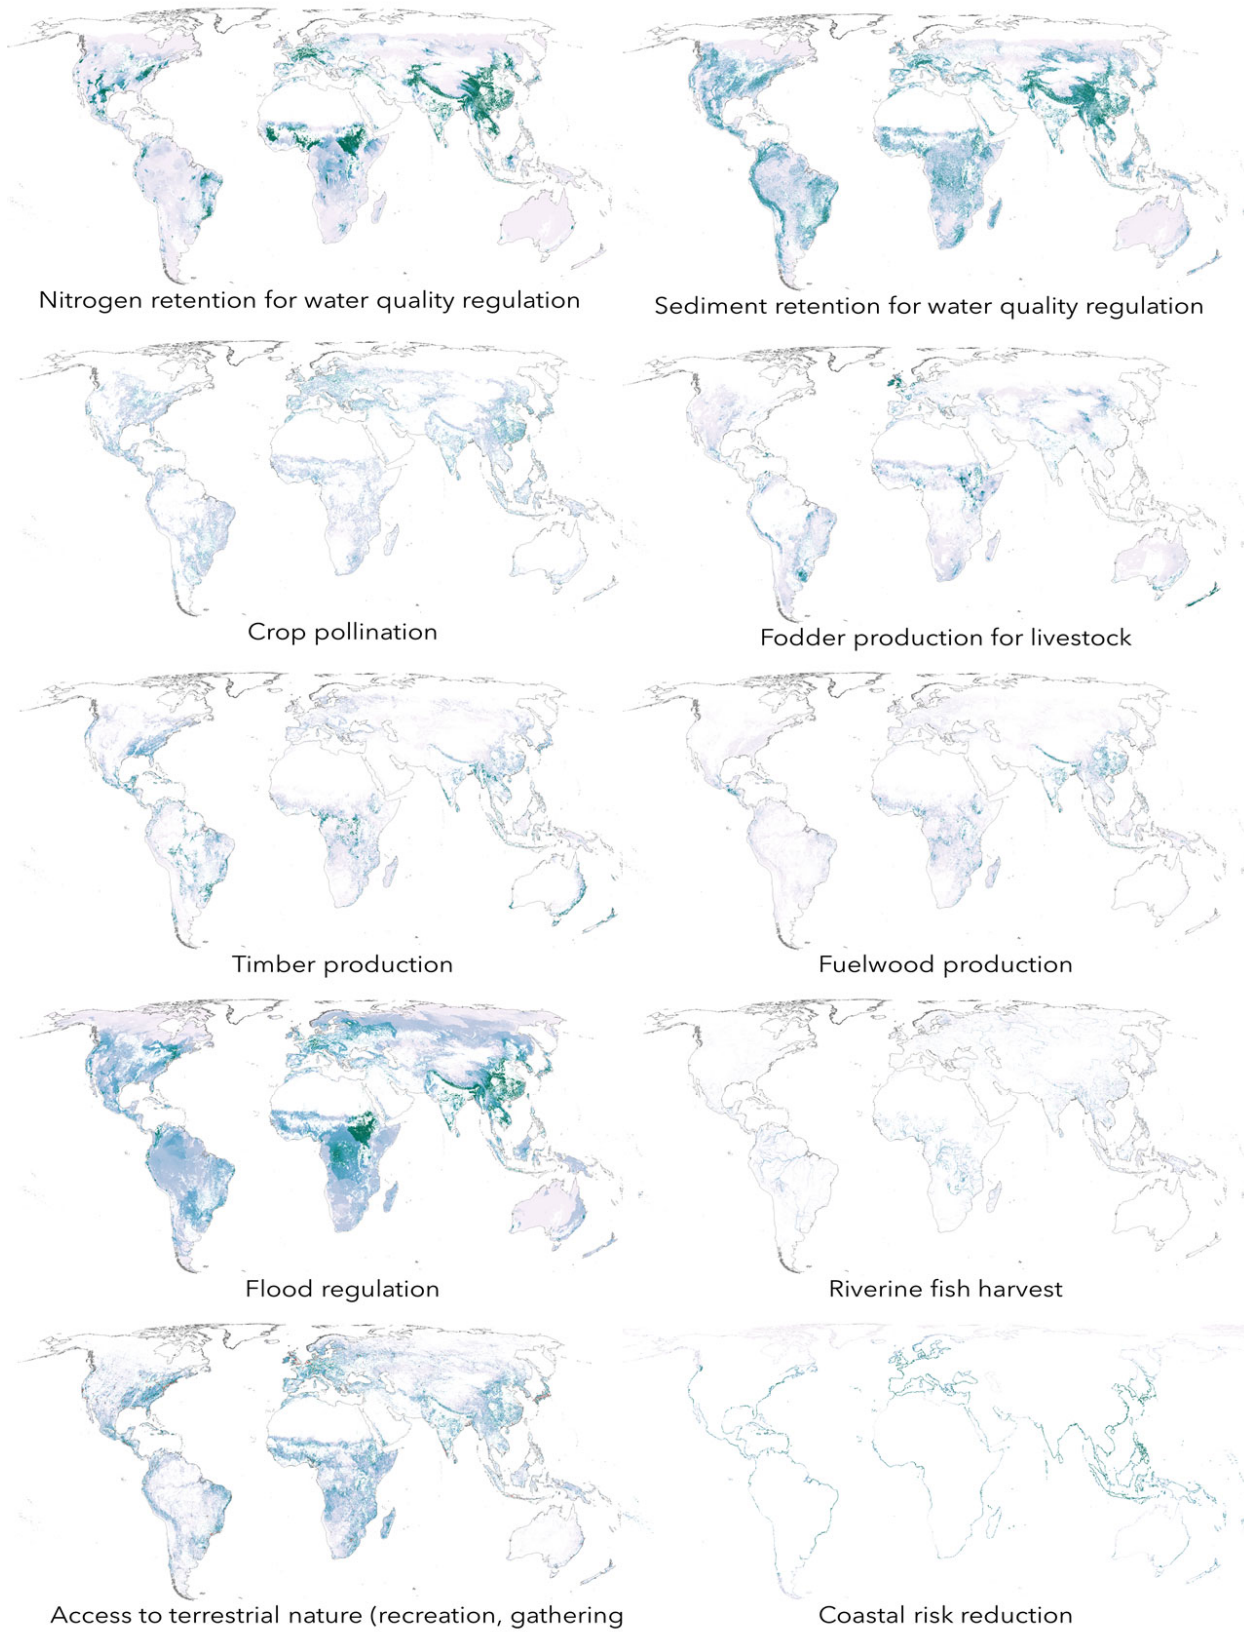 Nitrogen retention for water quality regulation
Sediment retention for water quality regulation
Crop pollination
Fodder production for livestock
Timber production
Fuelwood production
Flood regulation
Riverine fish harvest
Access to terrestrial nature (recreation, gathering
Coastal risk reduction